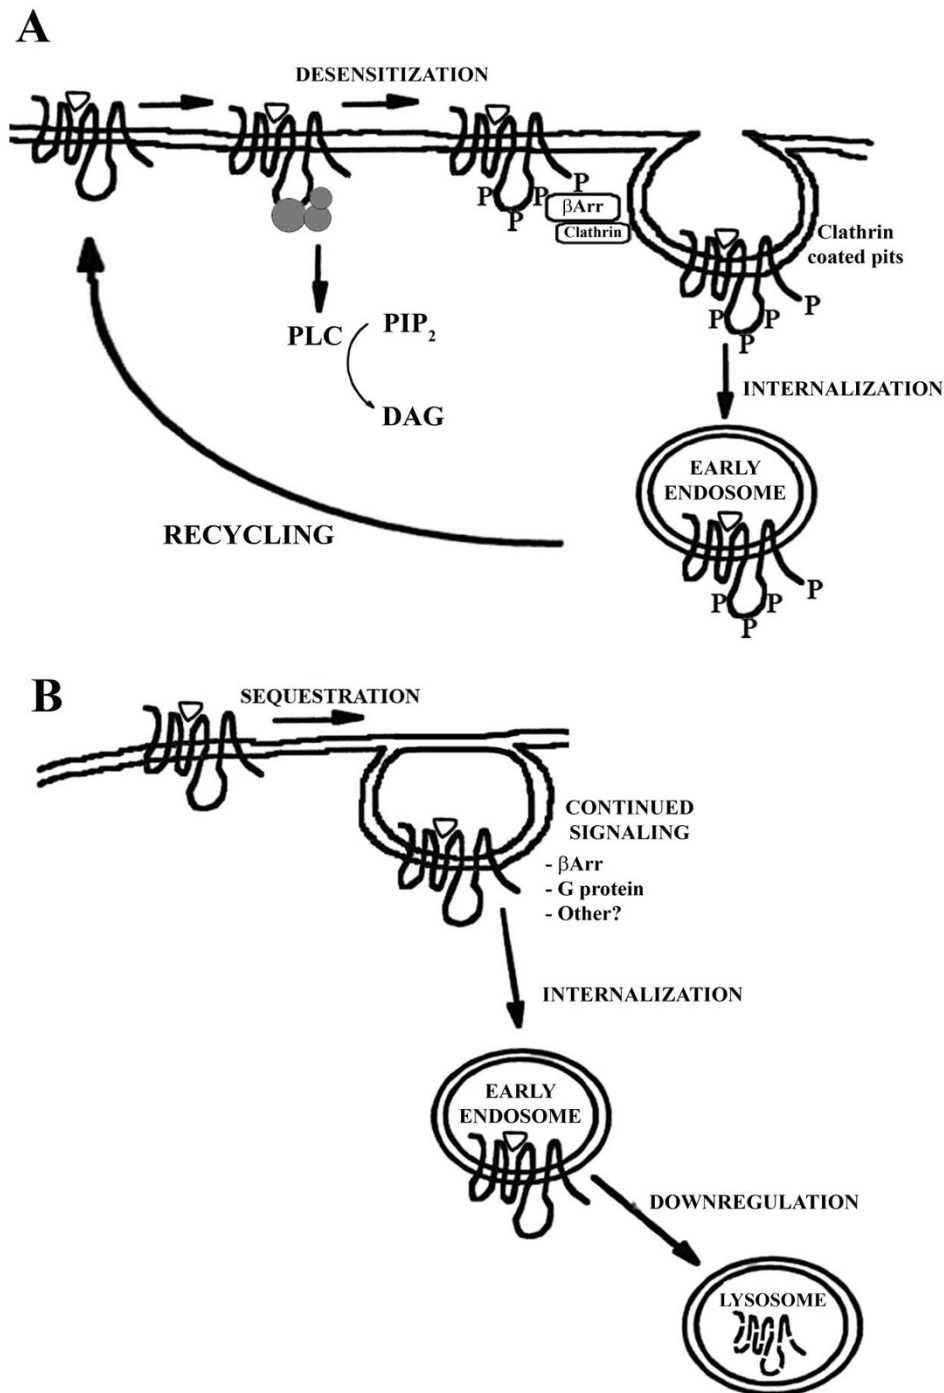 A
DESENSITIZATION
P
P
P
P
βArr
Clathrin
Clathrin
coated pits
P
P
P
P
PLC
PIP2
DAG
INTERNALIZATION
EARLY
ENDOSOME
RECYCLING
P
P
P
P
B
SEQUESTRATION
CONTINUED
SIGNALING
- βArr
- G protein
- Other?
INTERNALIZATION
EARLY
ENDOSOME
DOWNREGULATION
LYSOSOME